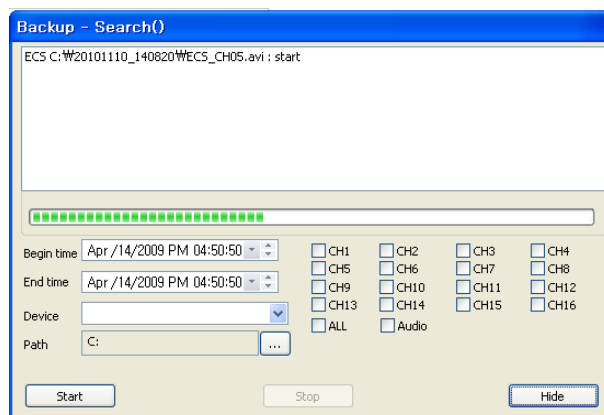 Backup - Search()
ECS C:₩20101110_140820₩ECS_CH05.avi : start
Begin time Apr /14/2009 PM 04:50:50
End time Apr /14/2009 PM 04:50:50
Device
Path C: ...
CH1 CH2 CH3 CH4
CH5 CH6 CH7 CH8
CH9 CH10 CH11 CH12
CH13 CH14 CH15 CH16
ALL Audio
Start Stop Hide